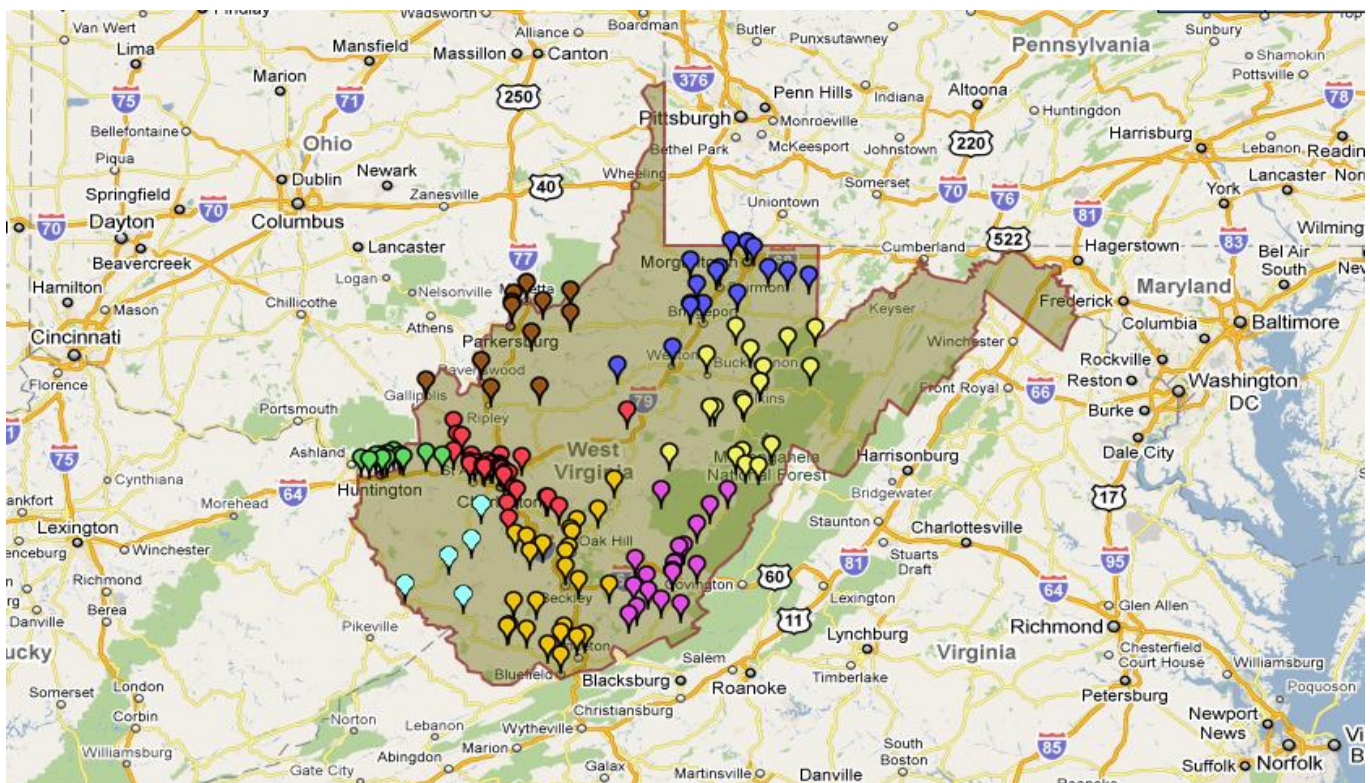 Van Wert
Findlay
Wadsworth
Boardman
Butler
Punxsutawney
Pennsylvania
Sunbury
Shamokin
Pottsville
Lima
Mansfield
Massillon
Alliance
Canton
376
Penn Hills
Indiana
Altoona
Huntingdon
78
Marion
75
71
250
Pittsburgh
Monroeville
McKeesport
Bethel Park
Johnstown
220
Harrisburg
Lebanon
Bellefontaine
Ohio
Piqua
Dublin
Newark
Zanesville
40
Wheeling
Somerset
70
76
York
Lancaster
Springfield
70
Columbus
Uniontown
81
70
Dayton
Beavercreek
Lancaster
77
Cumberland
522
Hagerstown
83
Bel Air
South
Wilming
Hamilton
Mason
Logan
Nelsonville
Chillicothe
Athens
Keyser
Frederick
Maryland
Columbia
Baltimore
Cincinnati
Parkersburg
Winchester
Rockville
Florence
Ravenswood
Front Royal
Reston
Washington
DC
Gallipolis
Ripley
79
66
Burke
Portsmouth
Dale City
75
Ashland
West
Virginia
National Forest
Harrisonburg
Cynthiana
64
Huntington
Bridgewater
17
Morehead
Staunton
Charlottesville
Lexington
Winchester
Oak Hill
Stuarts
Draft
95
Richmond
Berea
Danville
Beckley
Covington
60
81
Lexington
64
Glen Allen
Pikeville
11
Richmond
Lynchburg
Virginia
Chesterfield
Court House
Williamsburg
Salem
Bluefield
Blacksburg
Roanoke
Timberlake
Petersburg
Poquoson
Somerset
London
Corbin
Williamsburg
Norton
Lebanon
Wytheville
Christiansburg
Newport
News
Abingdon
Marion
Gate City
Galax
Martinsville
Danville
South
Boston
85
Suffolk
Norfolk